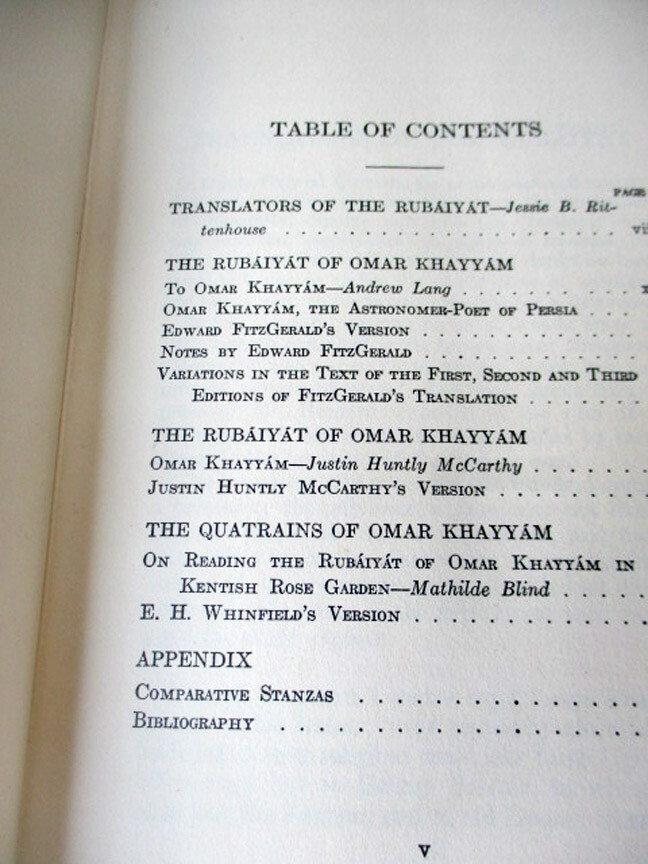 TABLE OF CONTENTS
PAGE
TRANSLATORS OF THE RUBÁIYÁT—Jessie B. Rit-
tenhouse . . . . . . . . . . . . . . . . . . . . vii
THE RUBÁIYÁT OF OMAR KHAYYÁM
To Omar Khayyám—Andrew Lang . . . . . . . . . x
Omar Khayyám, the Astronomer-Poet of Persia . . .
Edward FitzGerald's Version . . . . . . . . . . .
Notes by Edward FitzGerald . . . . . . . . . . .
Variations in the Text of the First, Second and Third
Editions of FitzGerald's Translation . . . . . .
THE RUBÁIYÁT OF OMAR KHAYYÁM
Omar Khayyám—Justin Huntly McCarthy . . . . . .
Justin Huntly McCarthy's Version . . . . . . . .
THE QUATRAINS OF OMAR KHAYYÁM
On Reading the Rubáiyát of Omar Khayyám in
Kentish Rose Garden—Mathilde Blind . . . . .
E. H. Whinfield's Version . . . . . . . . . . . .
APPENDIX
Comparative Stanzas . . . . . . . . . . . . . .
Bibliography . . . . . . . . . . . . . . . . . .
v